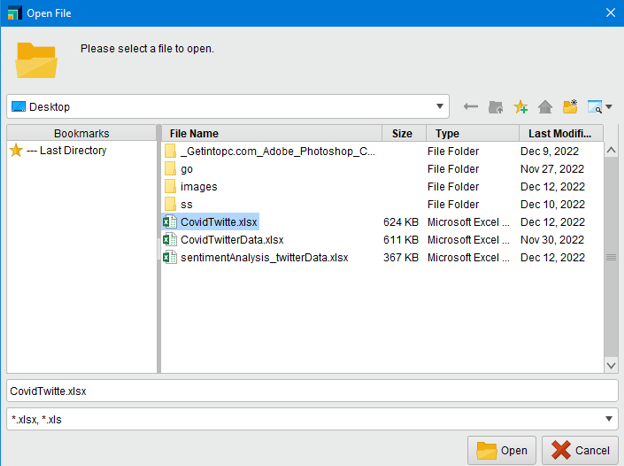 Open File
Please select a file to open.
Desktop
Bookmarks
--- Last Directory
File Name Size Type Last Modifi...
_Getintopc.com_Adobe_Photoshop_C... File Folder Dec 9, 2022
go File Folder Nov 27, 2022
images File Folder Dec 12, 2022
ss File Folder Dec 10, 2022
CovidTwitte.xlsx 624 KB Microsoft Excel ... Dec 12, 2022
CovidTwitterData.xlsx 611 KB Microsoft Excel ... Nov 30, 2022
sentimentAnalysis_twitterData.xlsx 367 KB Microsoft Excel ... Dec 12, 2022
CovidTwitte.xlsx
*.xlsx, *.xls
Open Cancel